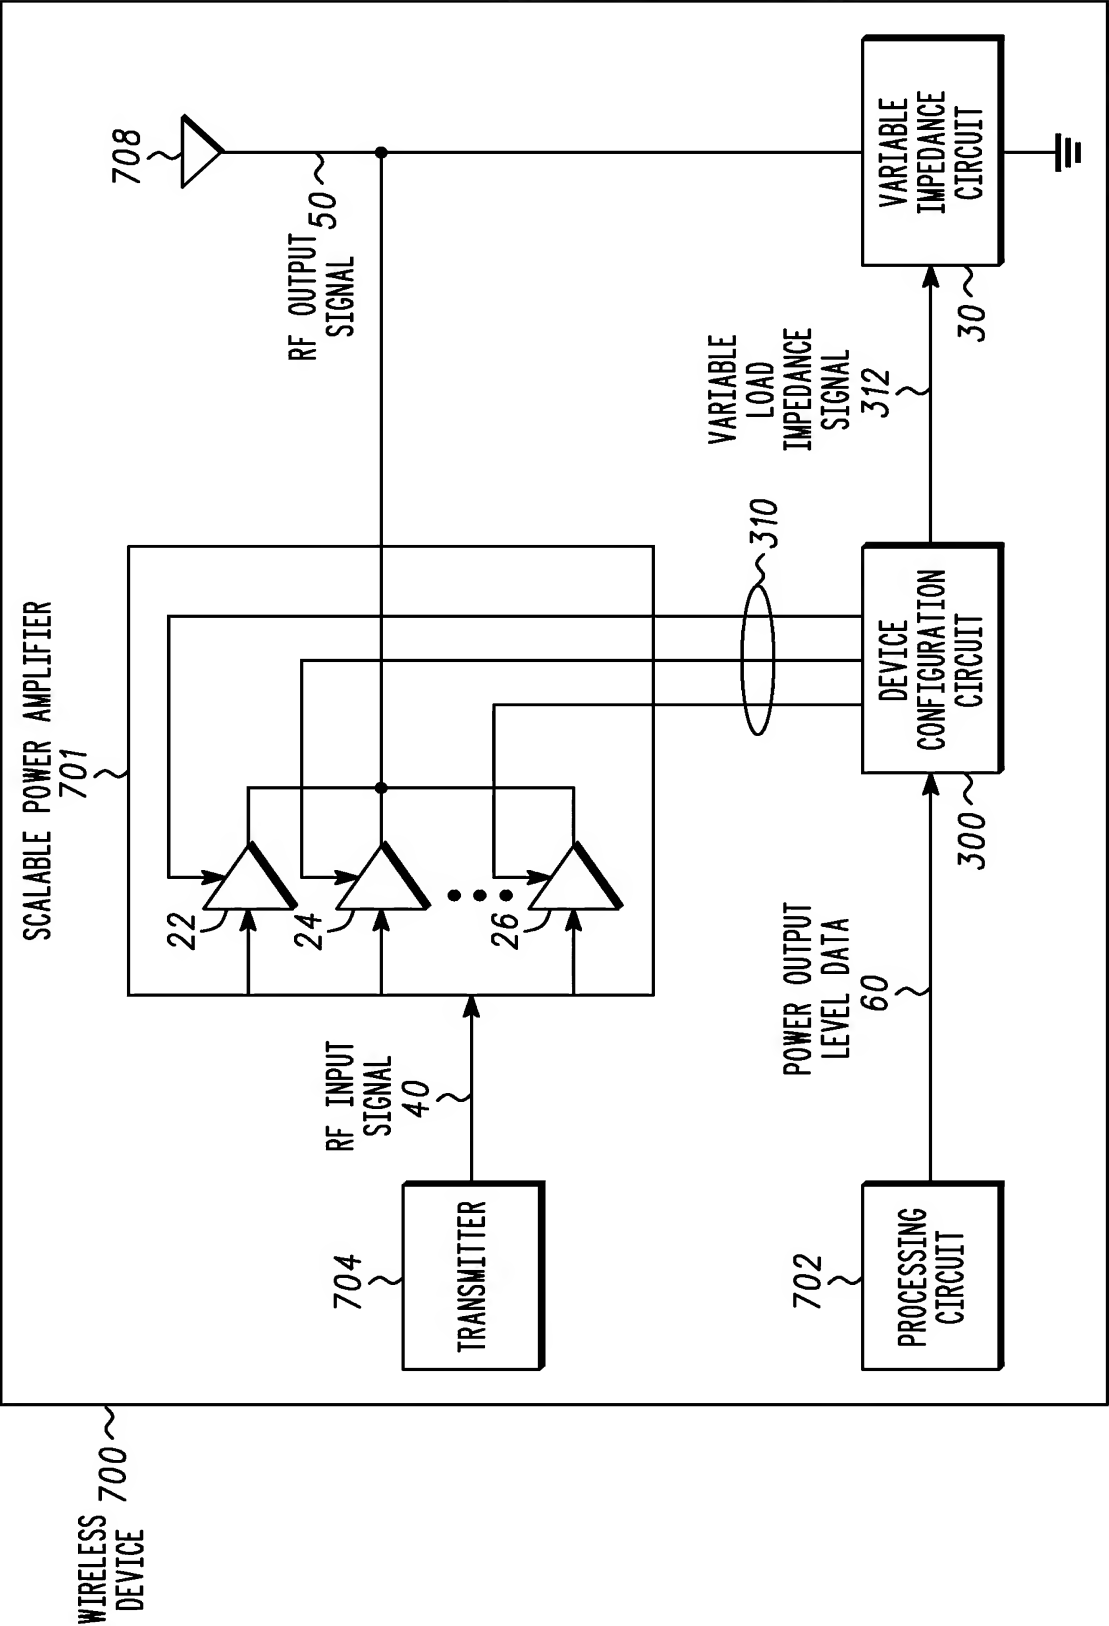 WIRELESS
DEVICE
700
SCALABLE POWER AMPLIFIER
701
22
24
26
704
TRANSMITTER
RF INPUT
SIGNAL
40
708
RF OUTPUT
SIGNAL
50
310
702
PROCESSING
CIRCUIT
POWER OUTPUT
LEVEL DATA
60
DEVICE
CONFIGURATION
CIRCUIT
300
VARIABLE
LOAD
IMPEDANCE
SIGNAL
312
VARIABLE
IMPEDANCE
CIRCUIT
30